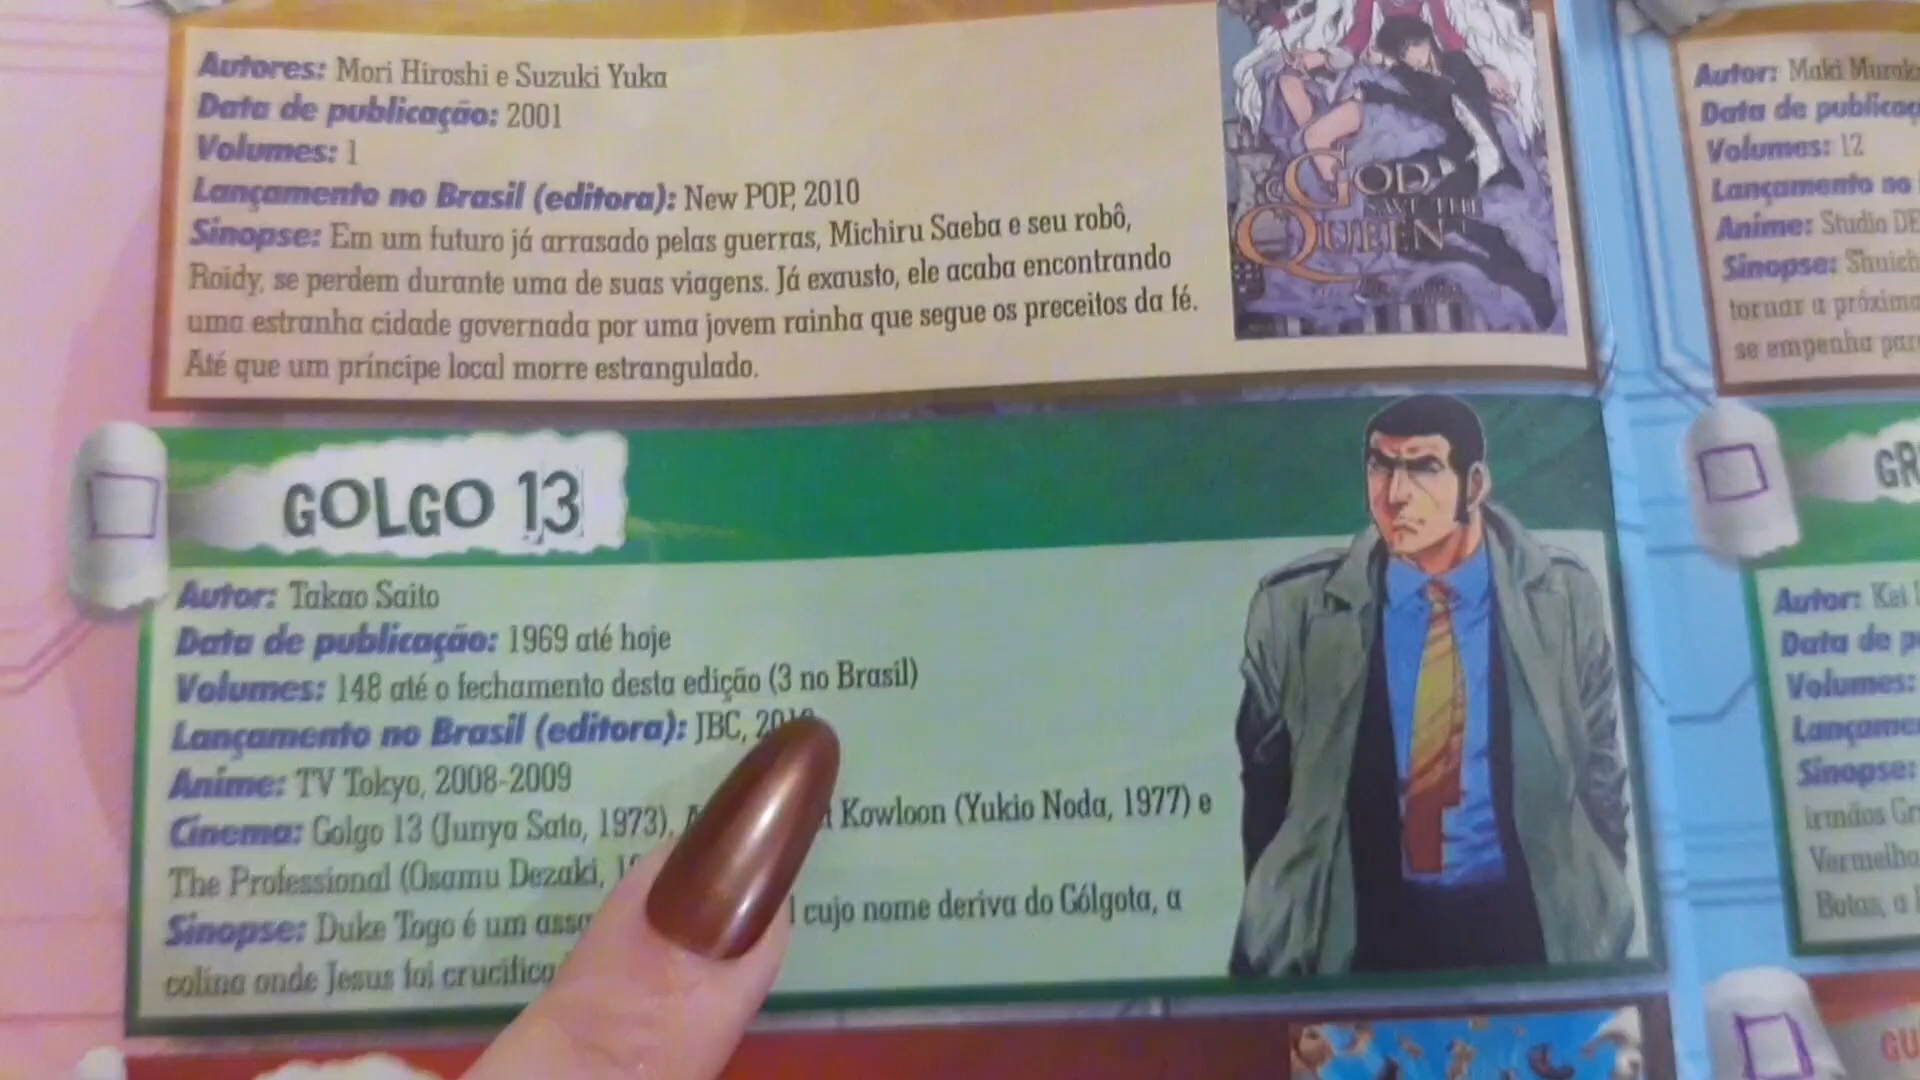 Autores: Mori Hiroshi e Suzuki Yuka
Data de publicação: 2001
Volumes: 1
Lançamento no Brasil (editora): New POP, 2010
Sinopse: Em um futuro já arrasado pelas guerras, Michiru Saeba e seu robô,
Roidy, se perdem durante uma de suas viagens. Já exausto, ele acaba encontrando
uma estranha cidade governada por uma jovem rainha que segue os preceitos da fé.
Até que um príncipe local morre estrangulado.
GOD
SAVE THE
QUEEN
GOLGO 13
Autor: Takao Saito
Data de publicação: 1969 até hoje
Volumes: 148 até o fechamento desta edição (3 no Brasil)
Lançamento no Brasil (editora): JBC,
Anime: TV Tokyo, 2008-2009
Cinema: Golgo 13 (Junya Sato, 1973), Kowloon (Yukio Noda, 1977) e
The Professional (Osamu Dezaki,
Sinopse: Duke Togo é um cujo nome deriva do Gólgota, a
colina onde Jesus foi
Autor: Maki
Data de
Volumes: 12
Lançamento no
Anime: Studio
Sinopse:
tornar a
se empenha
GR
Autor: Kei
Data de
Volumes:
Sinopse:
irmãos
Botas, a
GU